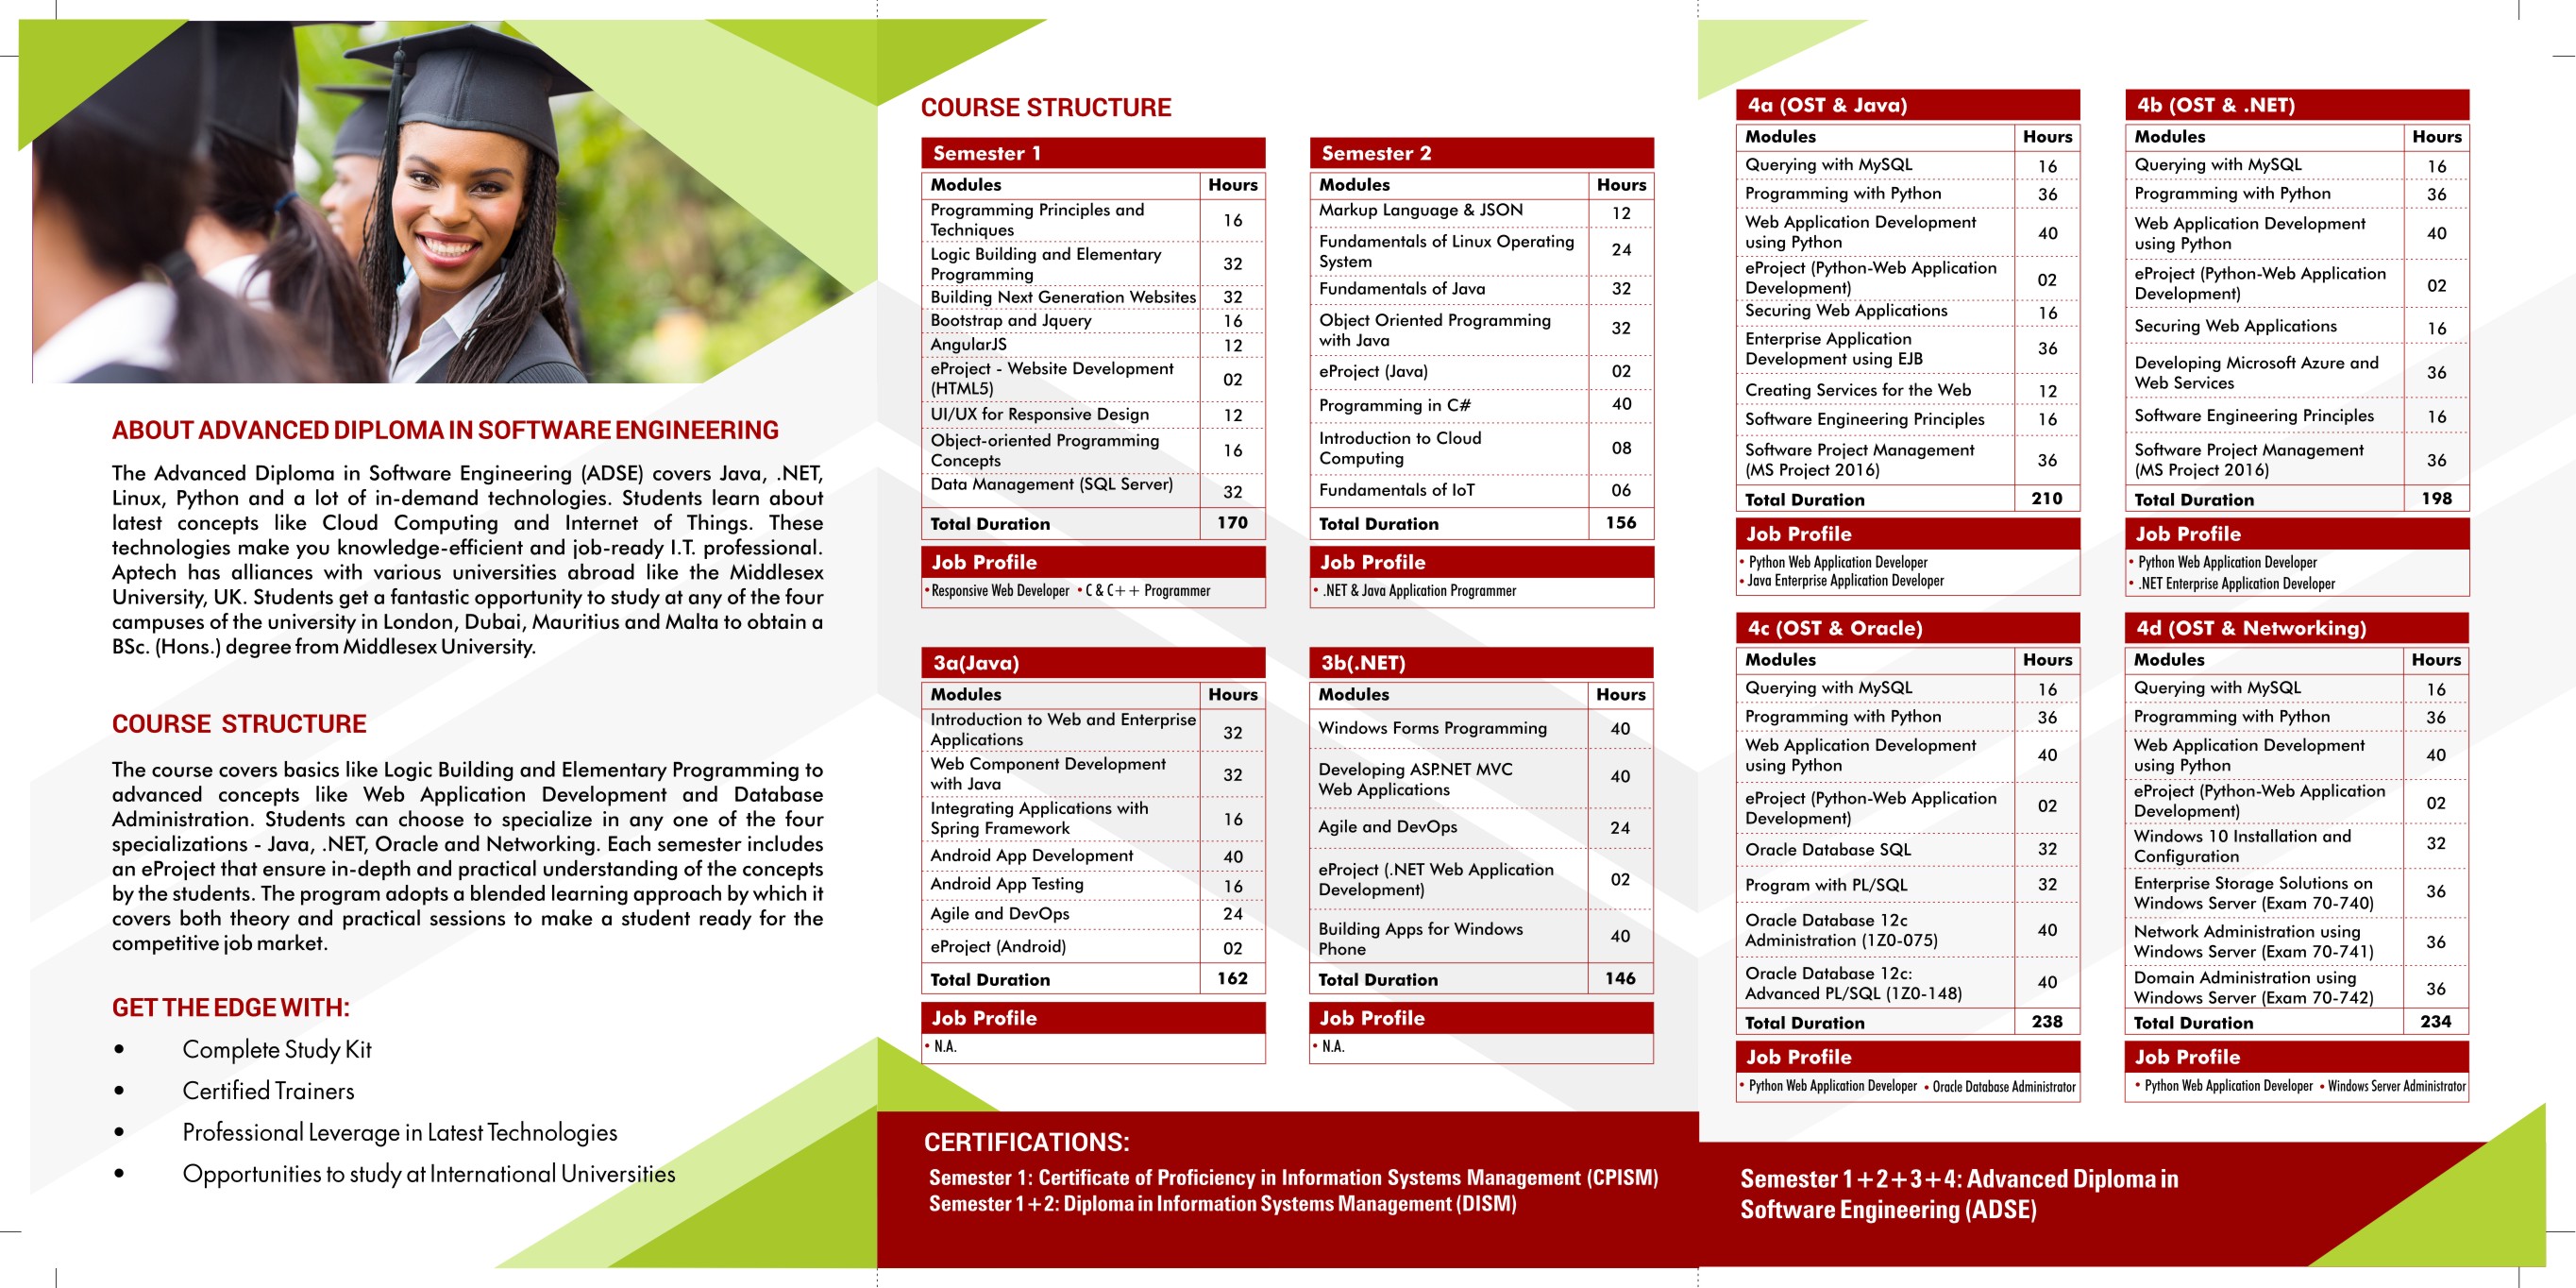 ABOUT ADVANCED DIPLOMA IN SOFTWARE ENGINEERING
The Advanced Diploma in Software Engineering (ADSE) covers Java, .NET,
Linux, Python and a lot of in-demand technologies. Students learn about
latest concepts like Cloud Computing and Internet of Things. These
technologies make you knowledge-efficient and job-ready I.T. professional.
Aptech has alliances with various universities abroad like the Middlesex
University, UK. Students get a fantastic opportunity to study at any of the four
campuses of the university in London, Dubai, Mauritius and Malta to obtain a
BSc. (Hons.) degree from Middlesex University.
COURSE STRUCTURE
The course covers basics like Logic Building and Elementary Programming to
advanced concepts like Web Application Development and Database
Administration. Students can choose to specialize in any one of the four
specializations - Java, .NET, Oracle and Networking. Each semester includes
an eProject that ensure in-depth and practical understanding of the concepts
by the students. The program adopts a blended learning approach by which it
covers both theory and practical sessions to make a student ready for the
competitive job market.
GET THE EDGE WITH:
• Complete Study Kit
• Certified Trainers
• Professional Leverage in Latest Technologies
• Opportunities to study at International Universities
COURSE STRUCTURE
Semester 1
Modules Hours
Programming Principles and
Techniques 16
Logic Building and Elementary
Programming 32
Building Next Generation Websites 32
Bootstrap and Jquery 16
AngularJS 12
eProject - Website Development
(HTML5) 02
UI/UX for Responsive Design 12
Object-oriented Programming
Concepts 16
Data Management (SQL Server) 32
Total Duration 170
Job Profile
• Responsive Web Developer • C & C++ Programmer
Semester 2
Modules Hours
Markup Language & JSON 12
Fundamentals of Linux Operating
System 24
Fundamentals of Java 32
Object Oriented Programming
with Java 32
eProject (Java) 02
Programming in C# 40
Introduction to Cloud
Computing 08
Fundamentals of IoT 06
Total Duration 156
Job Profile
• .NET & Java Application Programmer
3a(Java)
Modules Hours
Introduction to Web and Enterprise
Applications 32
Web Component Development
with Java 32
Integrating Applications with
Spring Framework 16
Android App Development 40
Android App Testing 16
Agile and DevOps 24
eProject (Android) 02
Total Duration 162
Job Profile
• N.A.
3b(.NET)
Modules Hours
Windows Forms Programming 40
Developing ASP.NET MVC
Web Applications 40
Agile and DevOps 24
eProject (.NET Web Application
Development) 02
Building Apps for Windows
Phone 40
Total Duration 146
Job Profile
• N.A.
CERTIFICATIONS:
Semester 1: Certificate of Proficiency in Information Systems Management (CPISM)
Semester 1+2: Diploma in Information Systems Management (DISM)
4a (OST & Java)
Modules Hours
Querying with MySQL 16
Programming with Python 36
Web Application Development
using Python 40
eProject (Python-Web Application
Development) 02
Securing Web Applications 16
Enterprise Application
Development using EJB 36
Creating Services for the Web 12
Software Engineering Principles 16
Software Project Management
(MS Project 2016) 36
Total Duration 210
Job Profile
• Python Web Application Developer
• Java Enterprise Application Developer
4b (OST & .NET)
Modules Hours
Querying with MySQL 16
Programming with Python 36
Web Application Development
using Python 40
eProject (Python-Web Application
Development) 02
Securing Web Applications 16
Developing Microsoft Azure and
Web Services 36
Software Engineering Principles 16
Software Project Management
(MS Project 2016) 36
Total Duration 198
Job Profile
• Python Web Application Developer
• .NET Enterprise Application Developer
4c (OST & Oracle)
Modules Hours
Querying with MySQL 16
Programming with Python 36
Web Application Development
using Python 40
eProject (Python-Web Application
Development) 02
Oracle Database SQL 32
Program with PL/SQL 32
Oracle Database 12c
Administration (1Z0-075) 40
Oracle Database 12c:
Advanced PL/SQL (1Z0-148) 40
Total Duration 238
Job Profile
• Python Web Application Developer • Oracle Database Administrator
4d (OST & Networking)
Modules Hours
Querying with MySQL 16
Programming with Python 36
Web Application Development
using Python 40
eProject (Python-Web Application
Development) 02
Windows 10 Installation and
Configuration 32
Enterprise Storage Solutions on
Windows Server (Exam 70-740) 36
Network Administration using
Windows Server (Exam 70-741) 36
Domain Administration using
Windows Server (Exam 70-742) 36
Total Duration 234
Job Profile
• Python Web Application Developer • Windows Server Administrator
Semester 1+2+3+4: Advanced Diploma in
Software Engineering (ADSE)